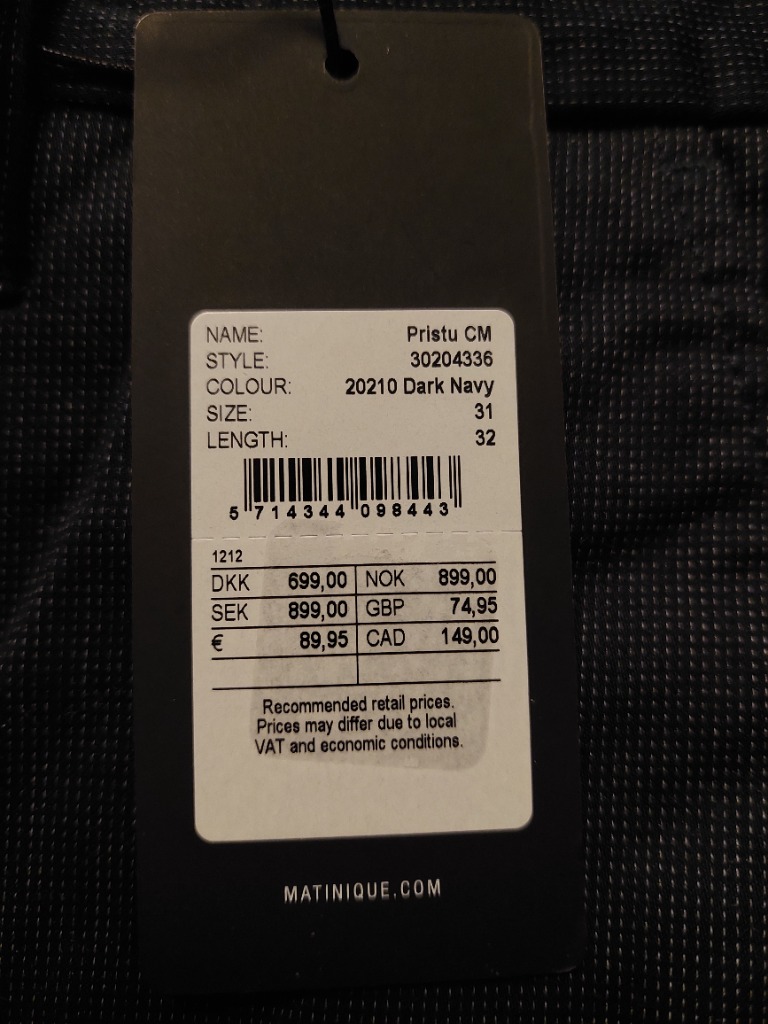 NAME: Pristu CM
STYLE: 30204336
COLOUR: 20210 Dark Navy
SIZE: 31
LENGTH: 32
5 714344 098443
1212
DKK 699,00 NOK 899,00
SEK 899,00 GBP 74,95
€ 89,95 CAD 149,00
Recommended retail prices.
Prices may differ due to local
VAT and economic conditions.
MATINIQUE.COM